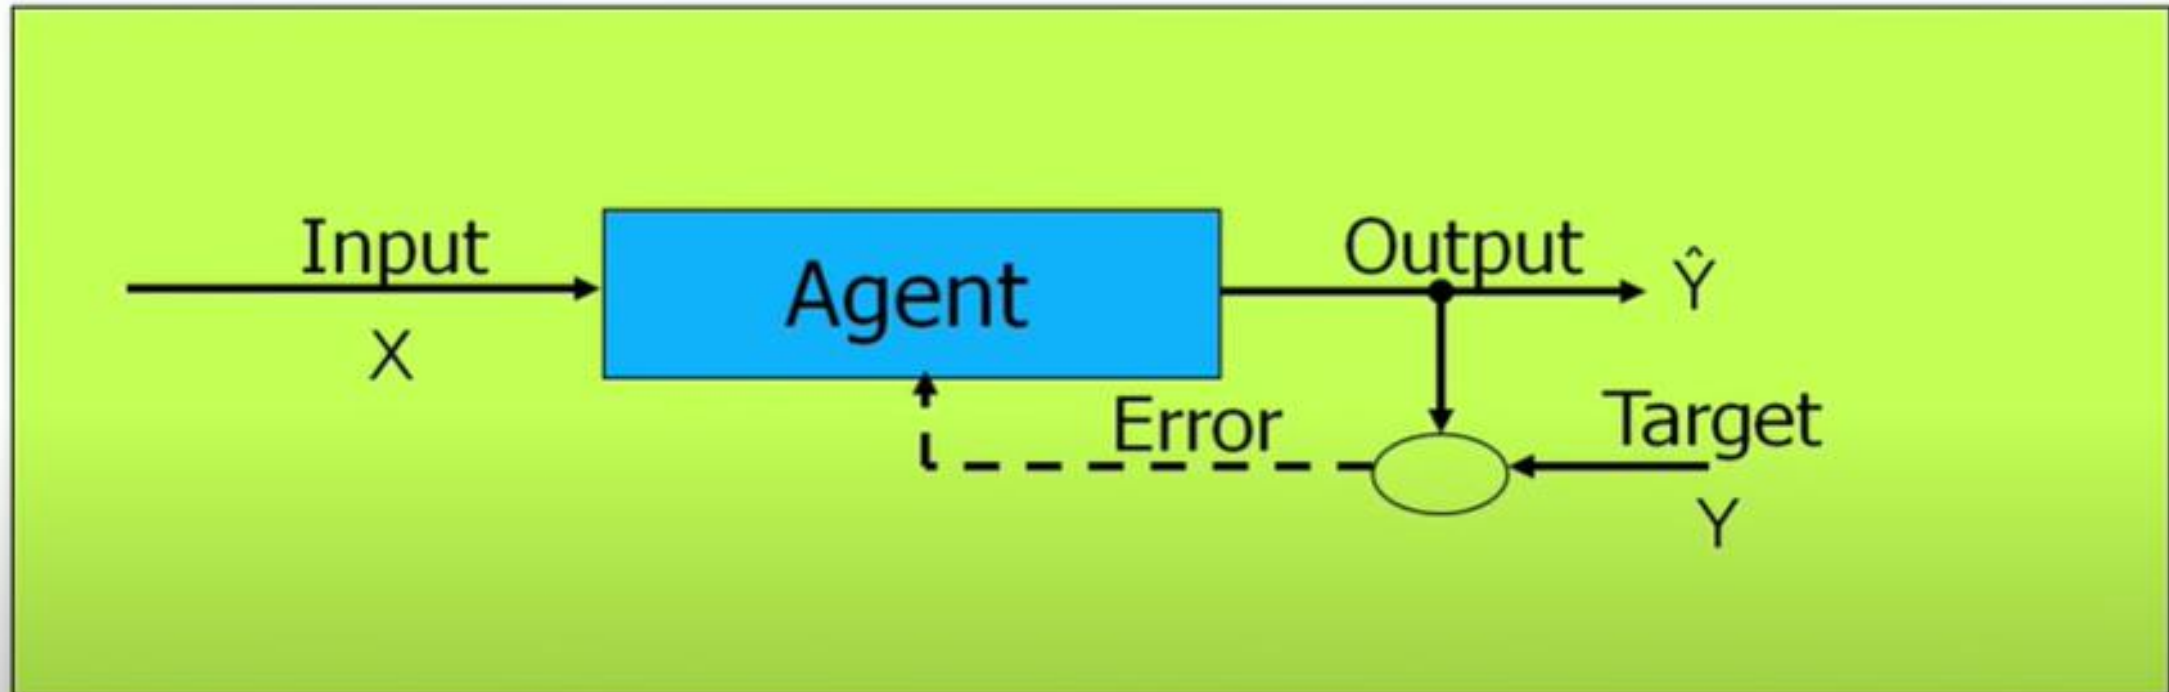 Input
X
Agent
Output
Ŷ
Error
Target
Y